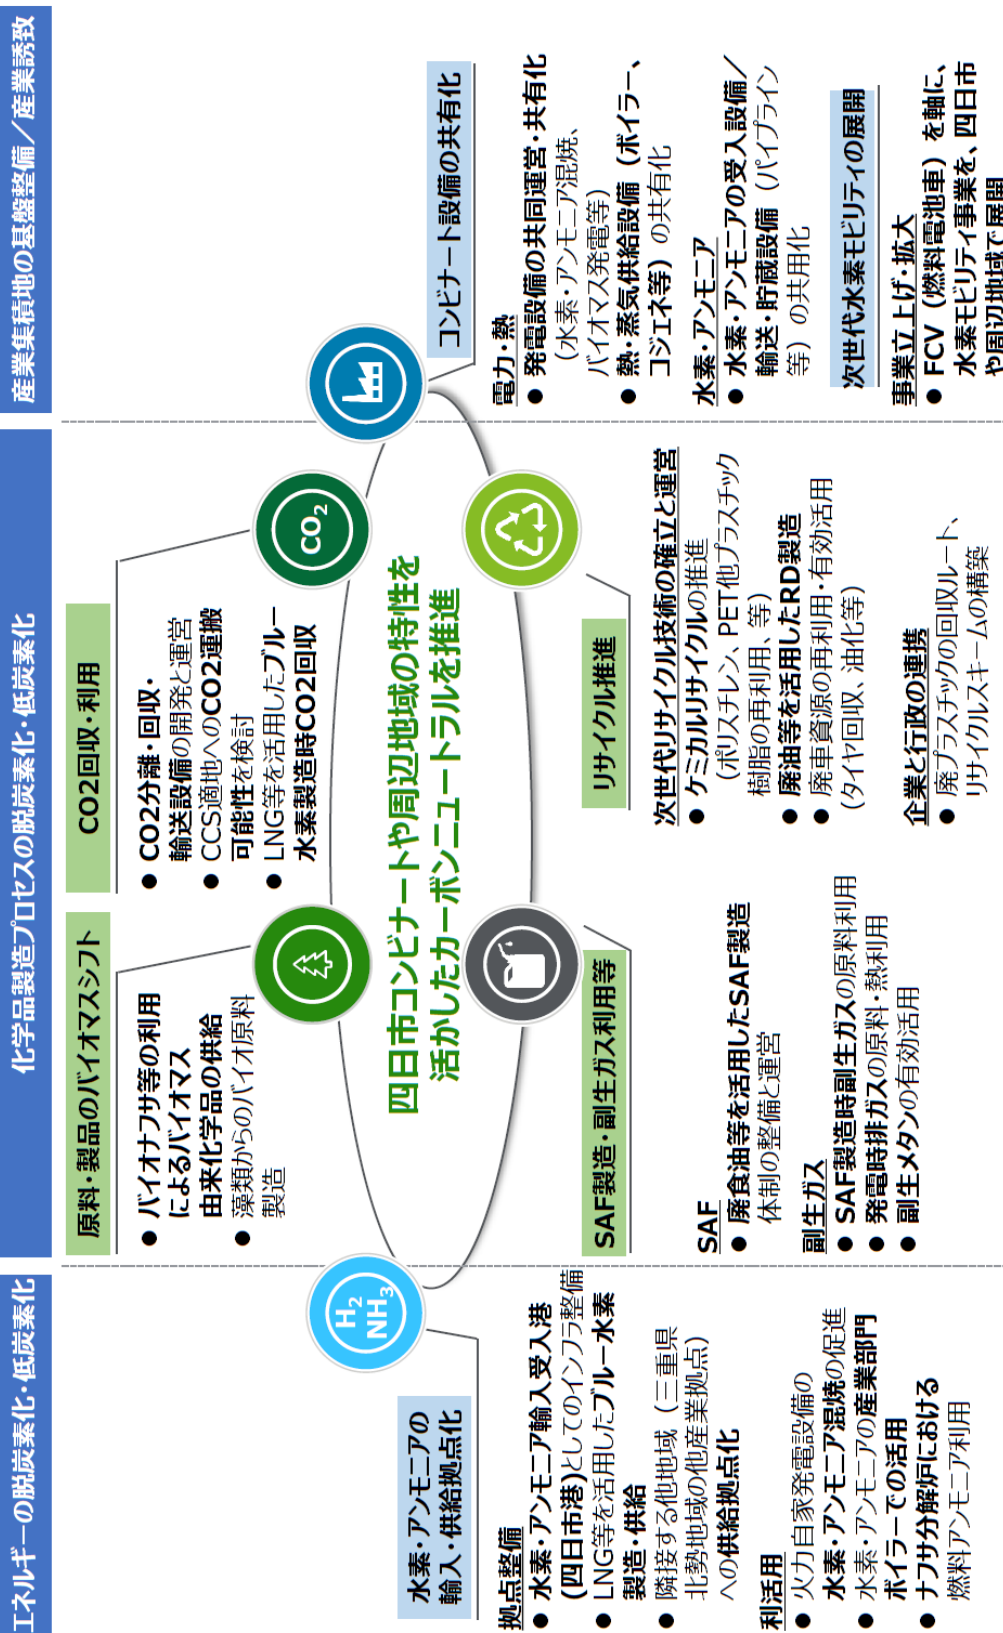 エネルギーの脱炭素化・低炭素化
化学品製造プロセスの脱炭素化・低炭素化
産業集積地の基盤整備／産業誘致
原料・製品のバイオマスシフト
● バイオナフサ等の利用
によるバイオマス
由来化学品の供給
● 藻類からのバイオ原料
製造
CO2回収・利用
● CO2分離・回収・
輸送設備の開発と運営
● CCS適地へのCO2運搬
可能性を検討
● LNG等を活用したブルー
水素製造時CO2回収
H2
NH3
CO2
四日市コンビナートや周辺地域の特性を
活かしたカーボンニュートラルを推進
水素・アンモニアの
輸入・供給拠点化
拠点整備
● 水素・アンモニア輸入受入港
(四日市港)としてのインフラ整備
● LNG等を活用したブルー水素
製造・供給
● 隣接する他地域（三重県
北勢地域の他産業拠点）
への供給拠点化
利活用
● 火力自家発電設備の
水素・アンモニア混焼の促進
● 水素・アンモニアの産業部門
ボイラーでの活用
● ナフサ分解炉における
燃料アンモニア利用
SAF製造・副生ガス利用等
SAF
● 廃食油等を活用したSAF製造
体制の整備と運営
副生ガス
● SAF製造時副生ガスの原料利用
● 発電時排ガスの原料・熱利用
● 副生メタンの有効活用
リサイクル推進
次世代リサイクル技術の確立と運営
● ケミカルリサイクルの推進
（ポリスチレン、PET他プラスチック
樹脂の再利用、等）
● 廃油等を活用したRD製造
● 廃車資源の再利用・有効活用
（タイヤ回収、油化等）
企業と行政の連携
● 廃プラスチックの回収ルート、
リサイクルスキームの構築
コンビナート設備の共有化
電力・熱
● 発電設備の共同運営・共有化
（水素・アンモニア混焼、
バイオマス発電等）
● 熱・蒸気供給設備（ボイラー、
コジェネ等）の共有化
水素・アンモニア
● 水素・アンモニアの受入設備／
輸送・貯蔵設備（パイプライン
等）の共用化
次世代水素モビリティの展開
事業立上げ・拡大
● FCV（燃料電池車）を軸に、
水素モビリティ事業を、四日市
や周辺地域で展開